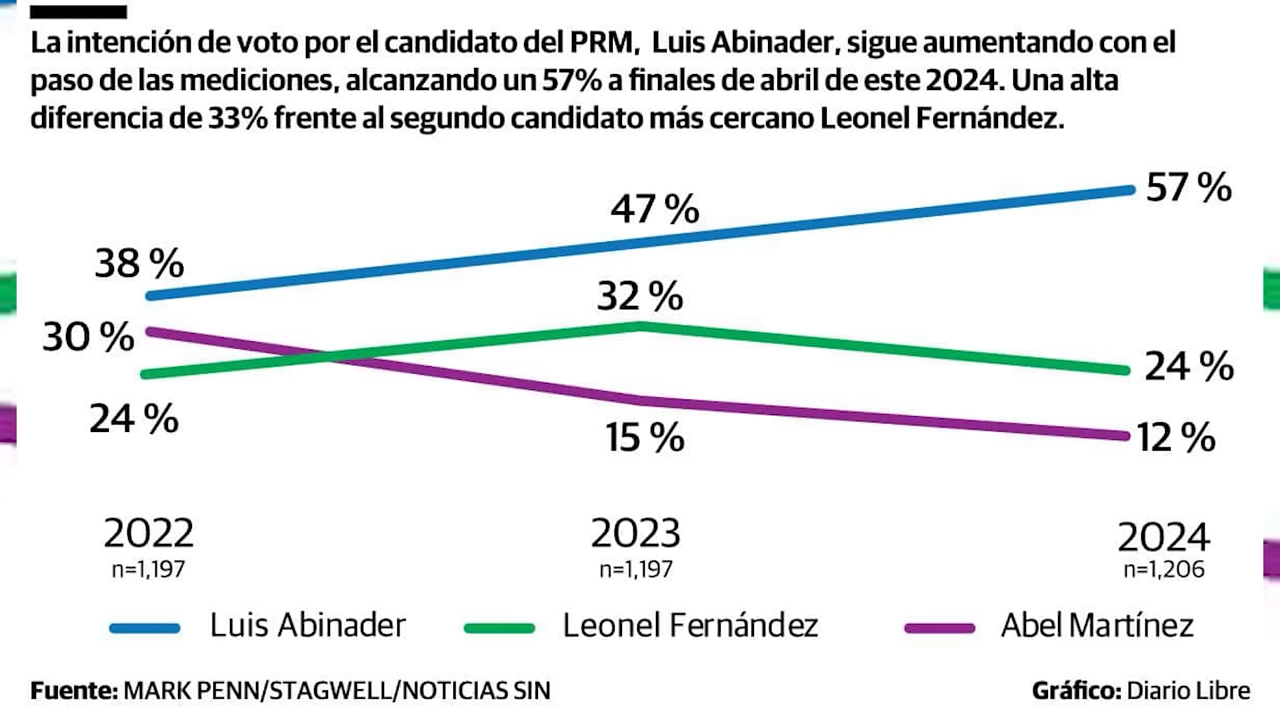 La intención de voto por el candidato del PRM, Luis Abinader, sigue aumentando con el
paso de las mediciones, alcanzando un 57% a finales de abril de este 2024. Una alta
diferencia de 33% frente al segundo candidato más cercano Leonel Fernández.
57 %
47 %
38 %
32 %
30 %
24 %
24 %
15 %
12 %
2022
2023
2024
n=1,197
n=1,197
n=1,206
Luis Abinader
Leonel Fernández
Abel Martínez
Fuente: MARK PENN/STAGWELL/NOTICIAS SIN
Gráfico: Diario Libre